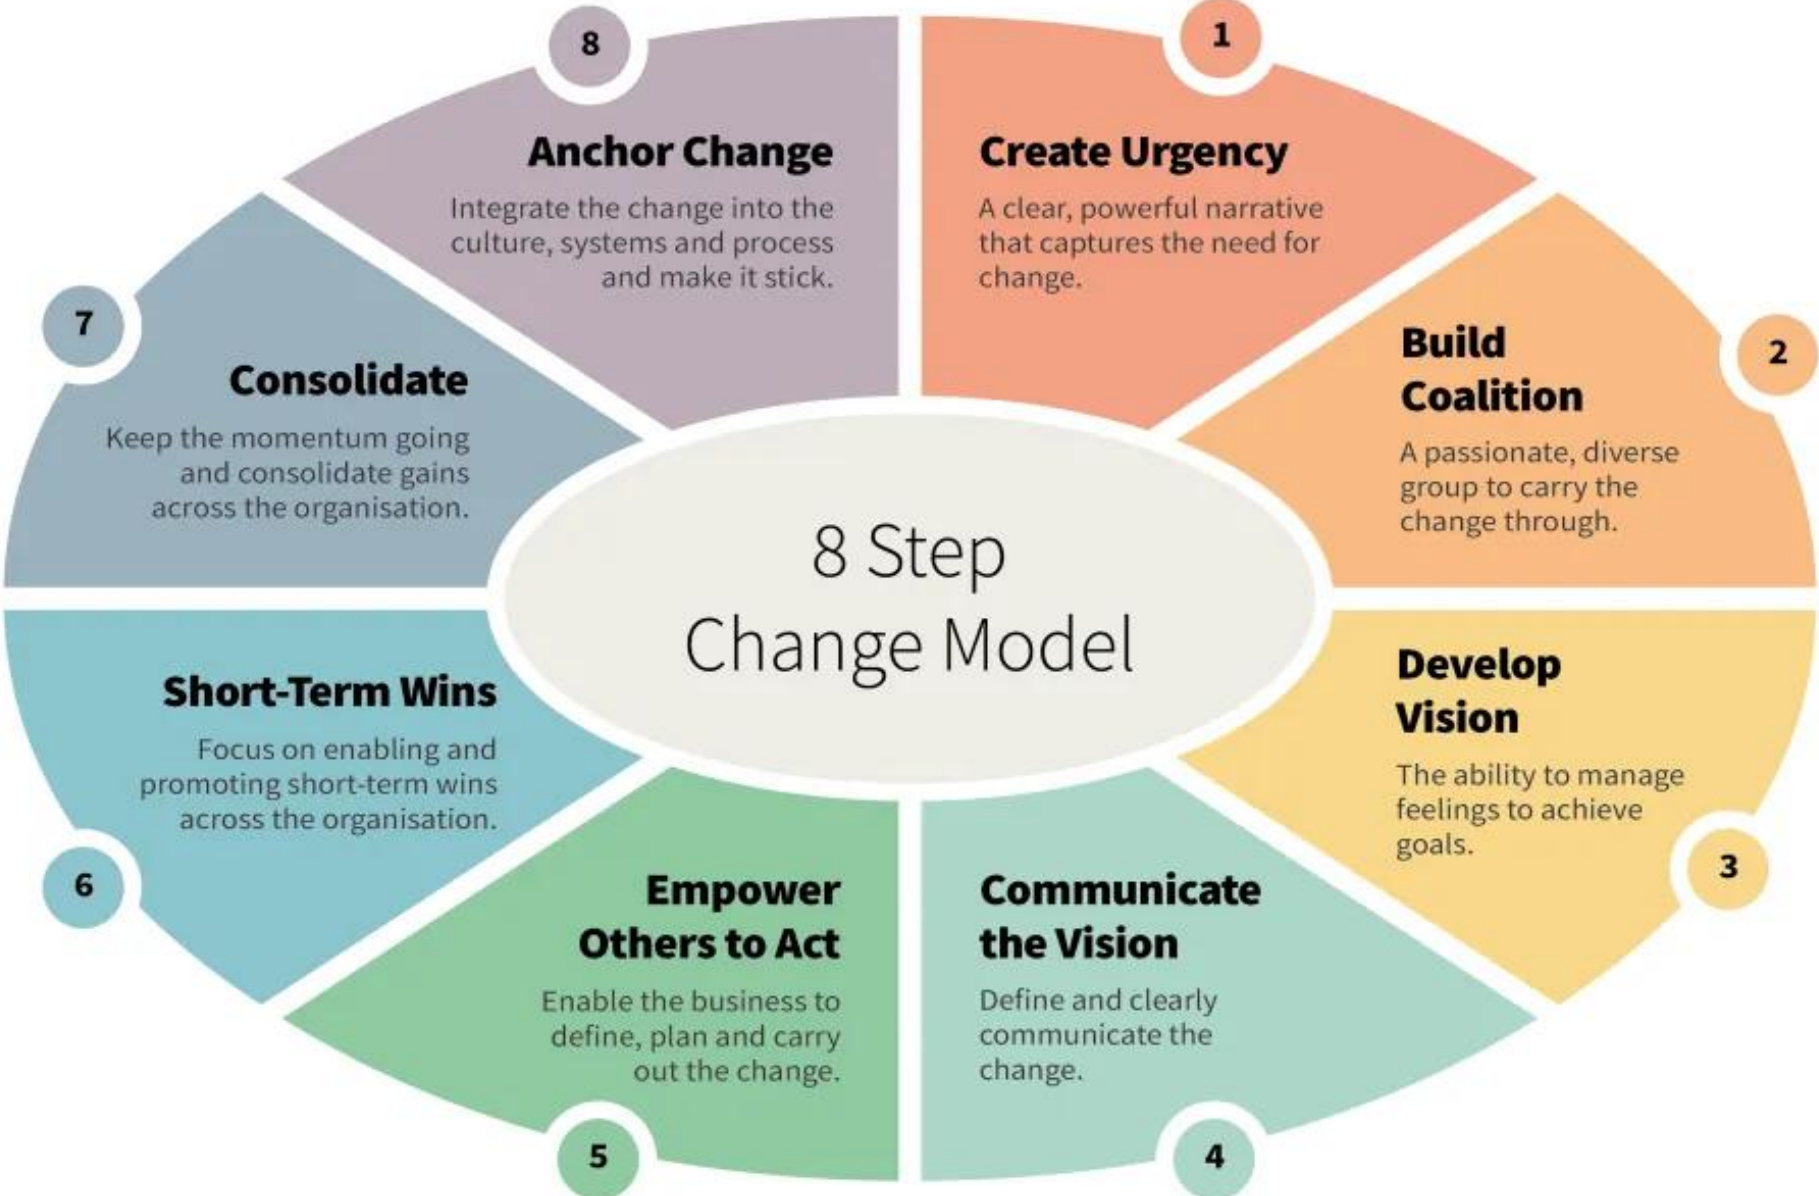 8 Step
Change Model
1
Create Urgency
A clear, powerful narrative
that captures the need for
change.
2
Build
Coalition
A passionate, diverse
group to carry the
change through.
3
Develop
Vision
The ability to manage
feelings to achieve
goals.
4
Communicate
the Vision
Define and clearly
communicate the
change.
5
Empower
Others to Act
Enable the business to
define, plan and carry
out the change.
6
Short-Term Wins
Focus on enabling and
promoting short-term wins
across the organisation.
7
Consolidate
Keep the momentum going
and consolidate gains
across the organisation.
8
Anchor Change
Integrate the change into the
culture, systems and process
and make it stick.